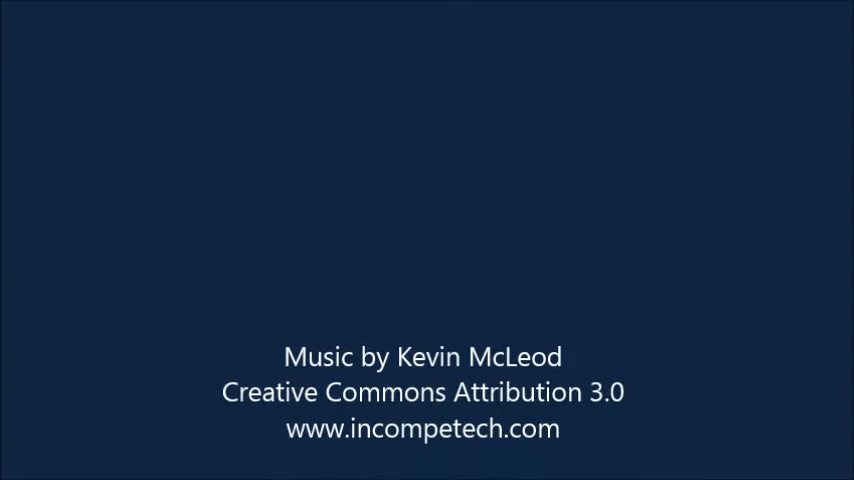 Music by Kevin McLeod
Creative Commons Attribution 3.0
www.incompetech.com